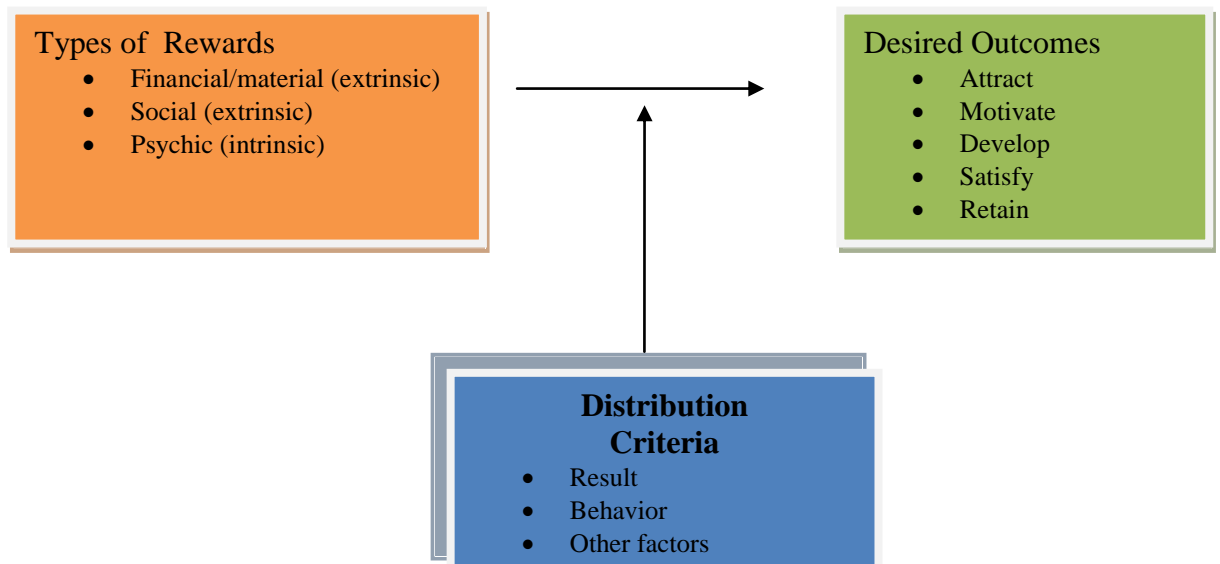 Types of  Rewards
• Financial/material (extrinsic)
• Social (extrinsic)
• Psychic (intrinsic)
Desired Outcomes
• Attract
• Motivate
• Develop
• Satisfy
• Retain
Distribution
Criteria
• Result
• Behavior
• Other factors